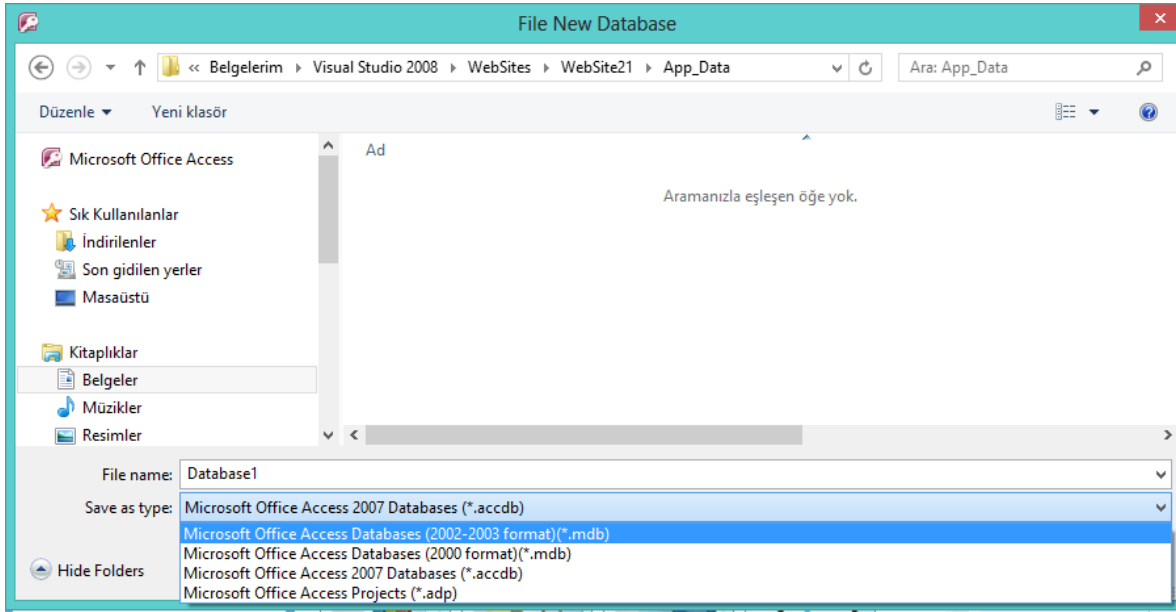 File New Database
« Belgelerim Visual Studio 2008 WebSites WebSite21 App_Data
Ara: App_Data
Düzenle
Yeni klasör
Microsoft Office Access
Sık Kullanılanlar
İndirilenler
Son gidilen yerler
Masaüstü
Kitaplıklar
Belgeler
Müzikler
Resimler
Ad
Aramanızla eşleşen öğe yok.
File name: Database1
Save as type: Microsoft Office Access 2007 Databases (*.accdb)
Microsoft Office Access Databases (2002-2003 format)(*.mdb)
Microsoft Office Access Databases (2000 format)(*.mdb)
Microsoft Office Access 2007 Databases (*.accdb)
Microsoft Office Access Projects (*.adp)
Hide Folders